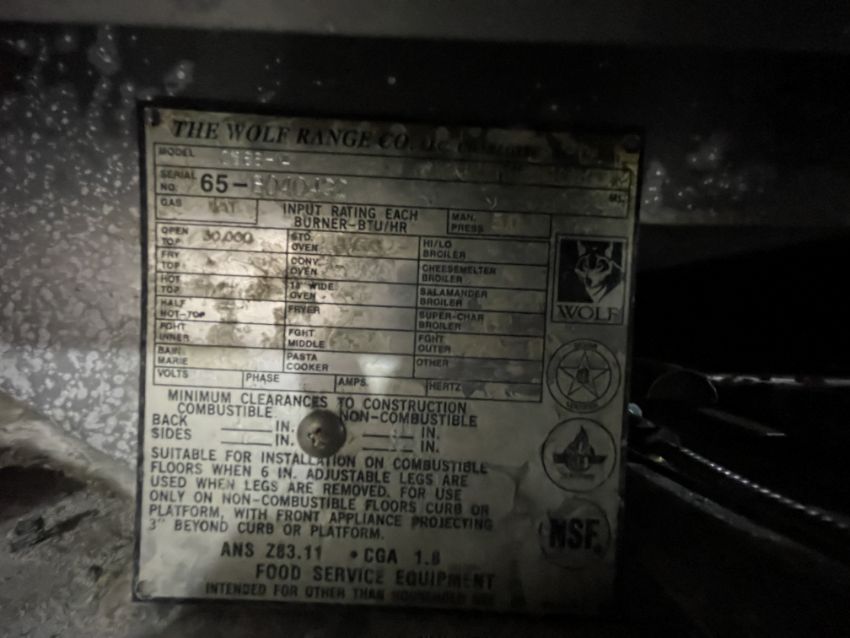 THE WOLF RANGE CO.
MODEL
SERIAL NO. 65-
GAS NAT INPUT RATING EACH BURNER-BTU/HR MAN. PRESS
OPEN TOP 30,000 STD. OVEN HI/LO BROILER
FRY TOP CONV. OVEN CHEESEMELTER BROILER
HOT TOP 18" WIDE OVEN SALAMANDER BROILER
HALF HOT-TOP FRYER SUPER-CHAR BROILER
FGHT INNER FGHT MIDDLE FGHT OUTER
BAIN MARIE PASTA COOKER OTHER
VOLTS PHASE AMPS. HERTZ
WOLF
MINIMUM CLEARANCES TO CONSTRUCTION
COMBUSTIBLE NON-COMBUSTIBLE
BACK IN. IN.
SIDES IN. IN.
SUITABLE FOR INSTALLATION ON COMBUSTIBLE
FLOORS WHEN 6 IN. ADJUSTABLE LEGS ARE
USED WHEN LEGS ARE REMOVED. FOR USE
ONLY ON NON-COMBUSTIBLE FLOORS CURB OR
PLATFORM, WITH FRONT APPLIANCE PROJECTING
3" BEYOND CURB OR PLATFORM.
NSF
ANS Z83.11 • CGA 1.8
FOOD SERVICE EQUIPMENT
INTENDED FOR OTHER THAN HOUSEHOLD USE